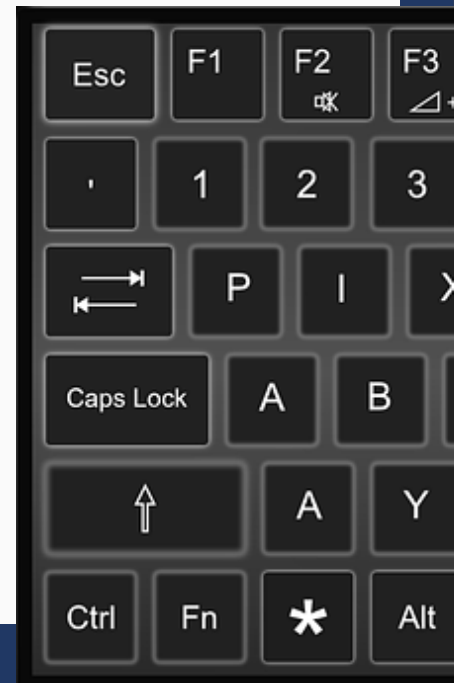 Esc F1 F2 F3
+
' 1 2 3
P I X
Caps Lock A B
A Y
Ctrl Fn * Alt